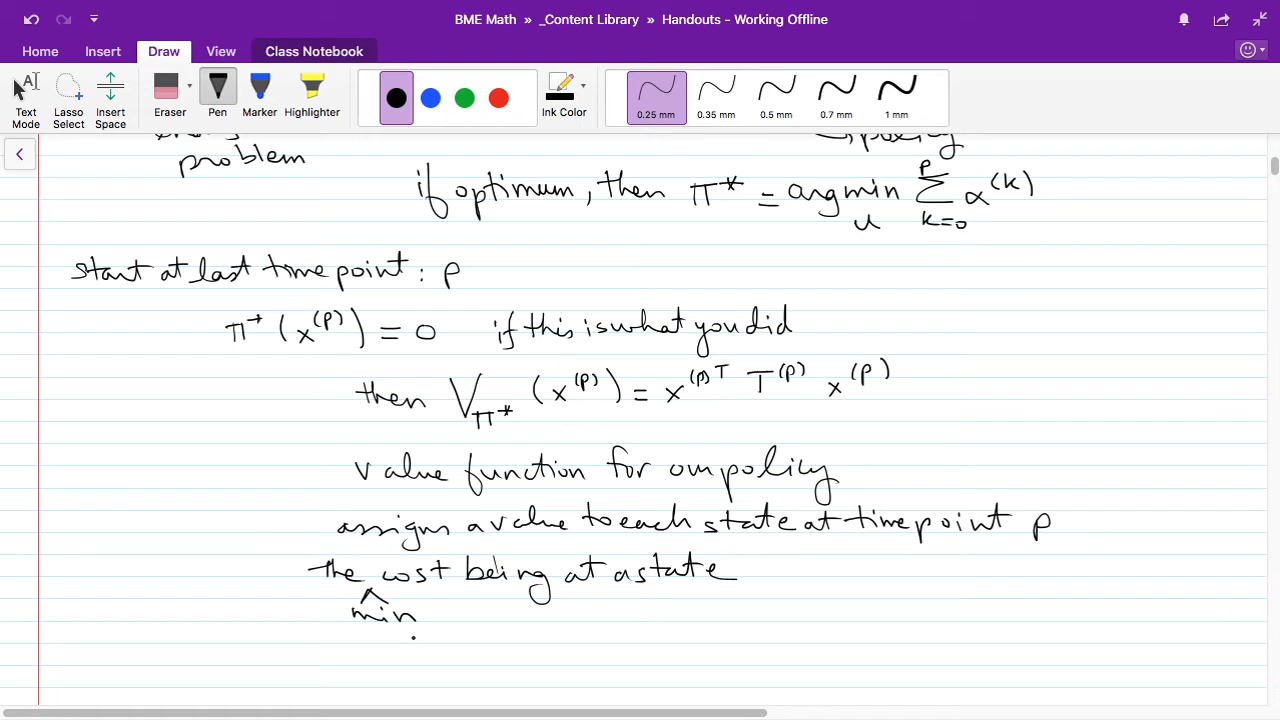 BME Math » _Content Library » Handouts - Working Offline
Home Insert Draw View Class Notebook
Text Mode Lasso Select Insert Space Eraser Pen Marker Highlighter Ink Color 0.25 mm 0.35 mm 0.5 mm 0.7 mm 1 mm
policy
problem
if optimum, then π* = argmin_u Σ_{k=0}^{p} α^(k)
start at last time point: p
π* (x^(p)) = 0 if this is what you did
then V_π* (x^(p)) = x^(p)T T^(p) x^(p)
value function for our policy
assigns a value to each state at time point p
the cost being at a state
^
min